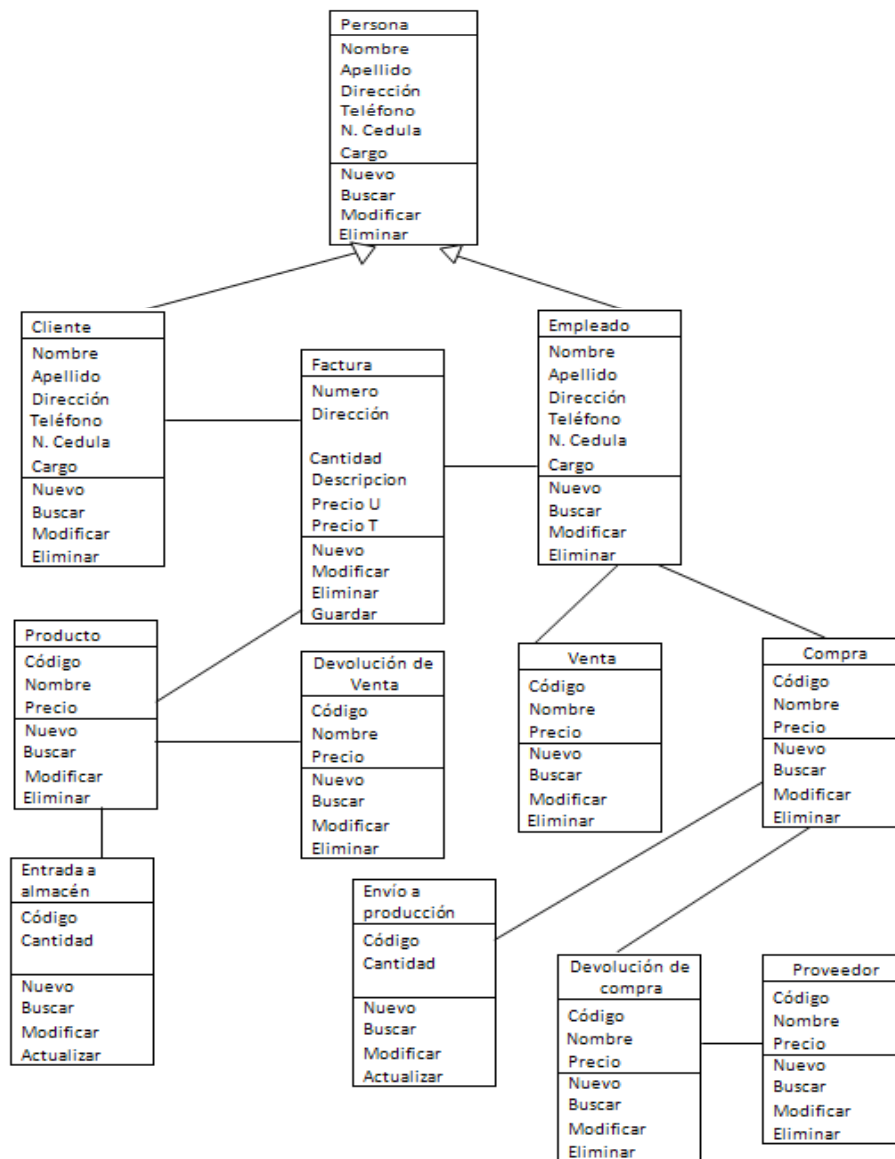 Persona
Nombre
Apellido
Dirección
Teléfono
N. Cedula
Cargo
Nuevo
Buscar
Modificar
Eliminar
Cliente
Nombre
Apellido
Dirección
Teléfono
N. Cedula
Cargo
Nuevo
Buscar
Modificar
Eliminar
Factura
Numero
Dirección
Cantidad
Descripcion
Precio U
Precio T
Nuevo
Modificar
Eliminar
Guardar
Empleado
Nombre
Apellido
Dirección
Teléfono
N. Cedula
Cargo
Nuevo
Buscar
Modificar
Eliminar
Producto
Código
Nombre
Precio
Nuevo
Buscar
Modificar
Eliminar
Devolución de
Venta
Código
Nombre
Precio
Nuevo
Buscar
Modificar
Eliminar
Venta
Código
Nombre
Precio
Nuevo
Buscar
Modificar
Eliminar
Compra
Código
Nombre
Precio
Nuevo
Buscar
Modificar
Eliminar
Entrada a
almacén
Código
Cantidad
Nuevo
Buscar
Modificar
Actualizar
Envío a
producción
Código
Cantidad
Nuevo
Buscar
Modificar
Actualizar
Devolución de
compra
Código
Nombre
Precio
Nuevo
Buscar
Modificar
Eliminar
Proveedor
Código
Nombre
Precio
Nuevo
Buscar
Modificar
Eliminar